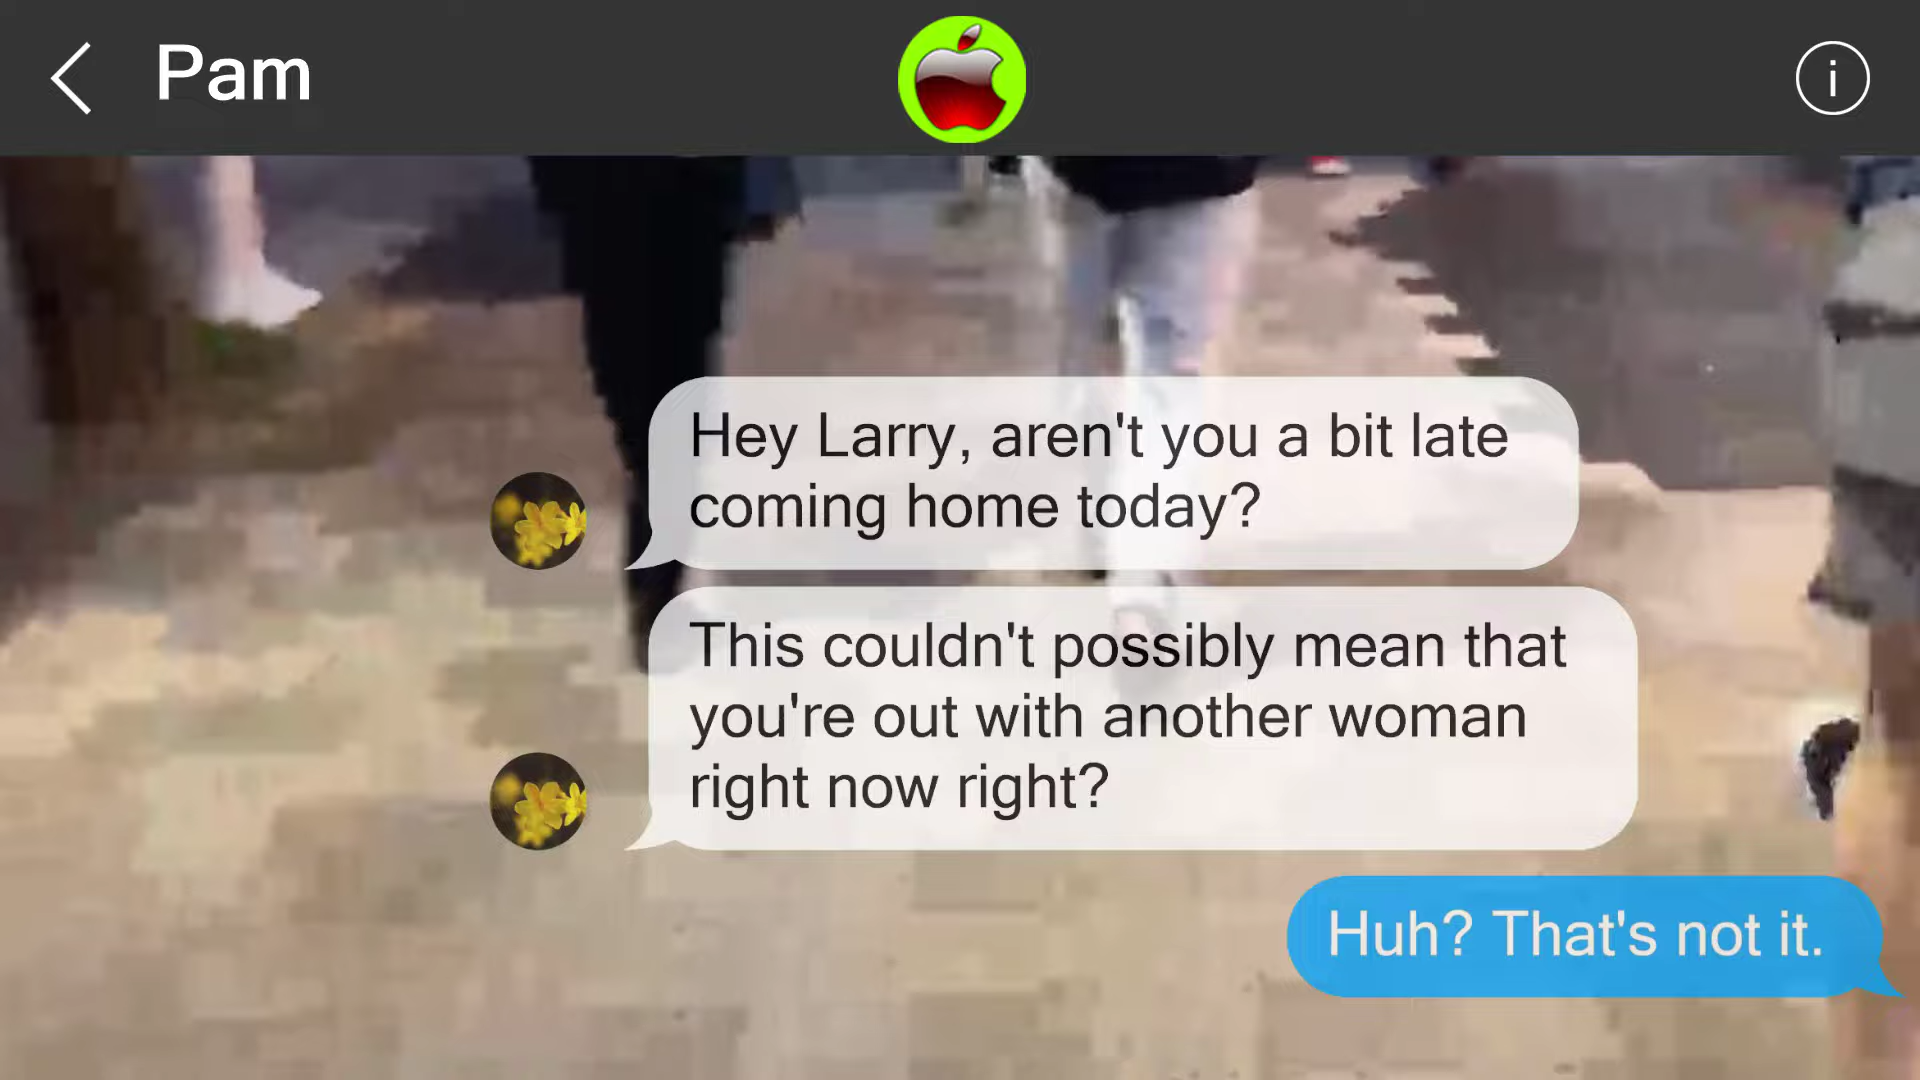 Pam
i
Hey Larry, aren't you a bit late
coming home today?
This couldn't possibly mean that
you're out with another woman
right now right?
Huh? That's not it.